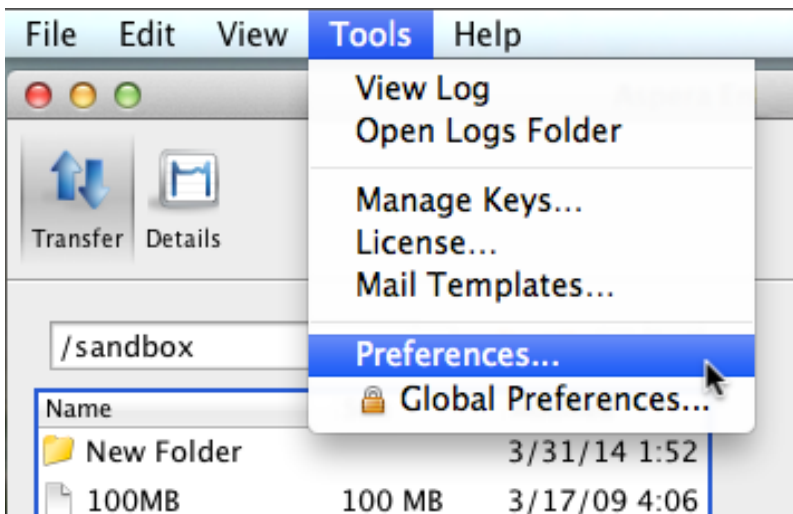 File Edit View Tools Help
View Log
Open Logs Folder
Manage Keys...
License...
Mail Templates...
Preferences...
Global Preferences...
Transfer Details
/sandbox
Name
New Folder 3/31/14 1:52
100MB 100 MB 3/17/09 4:06